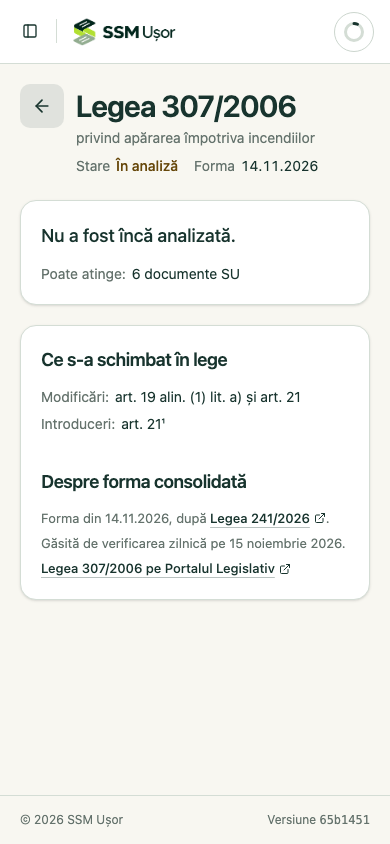 SSM Ușor
Legea 307/2006
privind apărarea împotriva incendiilor
Stare În analiză Forma 14.11.2026
Nu a fost încă analizată.
Poate atinge: 6 documente SU
Ce s-a schimbat în lege
Modificări: art. 19 alin. (1) lit. a) și art. 21
Introduceri: art. 21¹
Despre forma consolidată
Forma din 14.11.2026, după Legea 241/2026.
Găsită de verificarea zilnică pe 15 noiembrie 2026.
Legea 307/2006 pe Portalul Legislativ
© 2026 SSM Ușor Versiune 65b1451